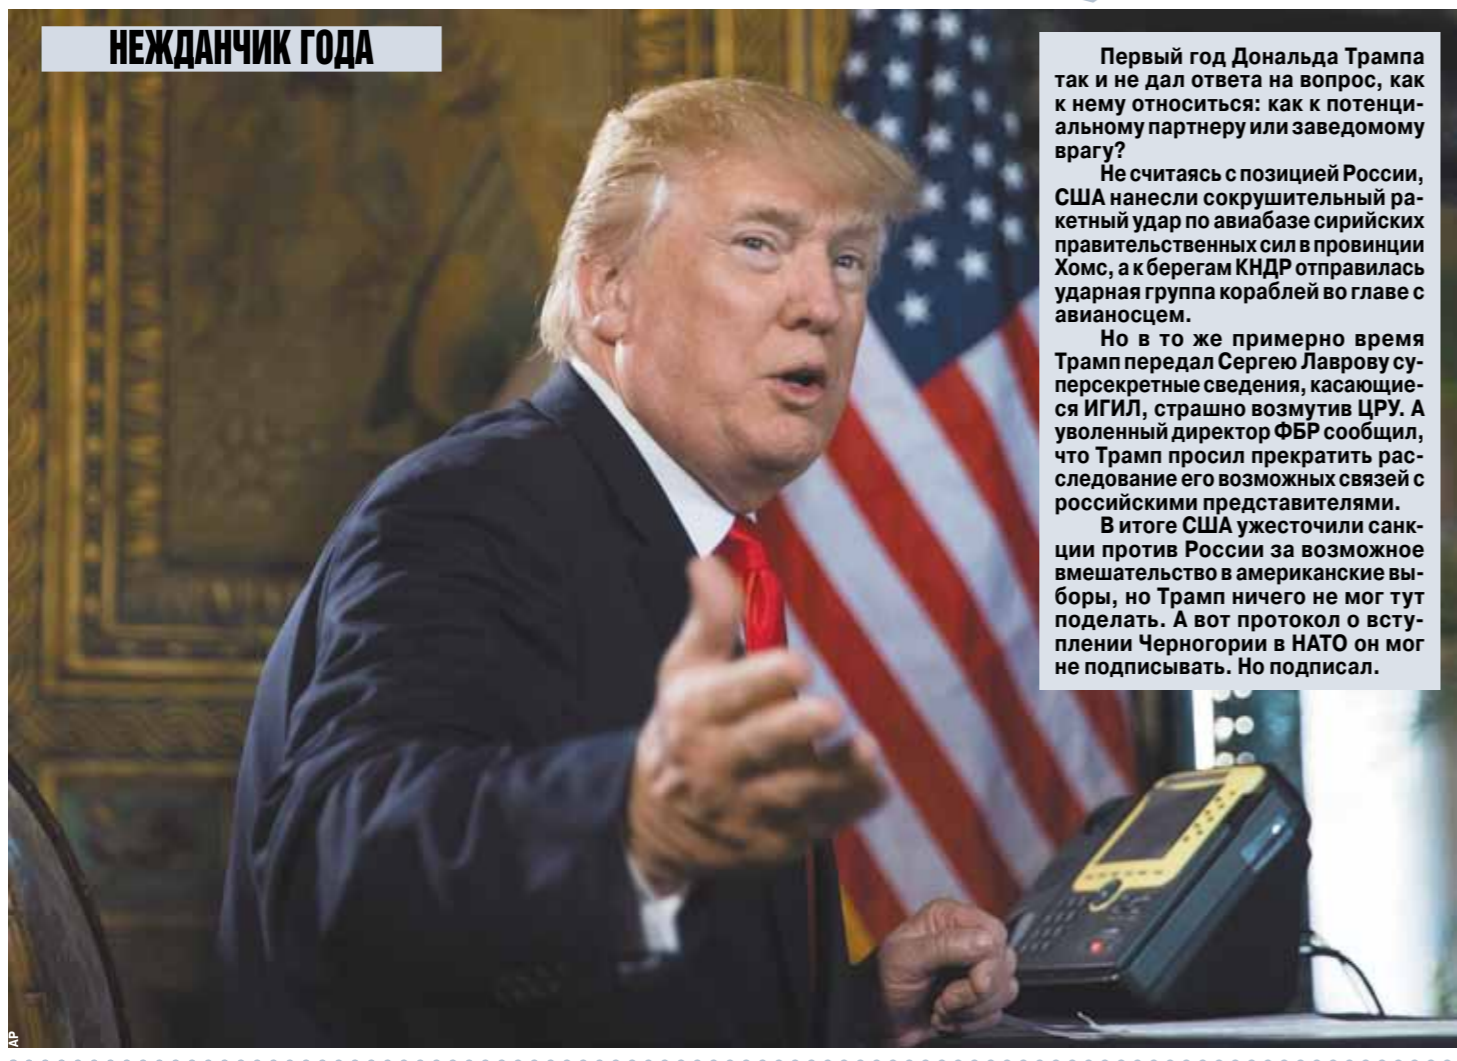 НЕЖДАНЧИК ГОДА
Первый год Дональда Трампа
так и не дал ответа на вопрос, как
к нему относиться: как к потенци-
альному партнеру или заведомому
врагу?
Не считаясь с позицией России,
США нанесли сокрушительный ра-
кетный удар по авиабазе сирийских
правительственных сил в провинции
Хомс, а к берегам КНДР отправилась
ударная группа кораблей во главе с
авианосцем.
Но в то же примерно время
Трамп передал Сергею Лаврову су-
персекретные сведения, касающие-
ся ИГИЛ, страшно возмутив ЦРУ. А
уволенный директор ФБР сообщил,
что Трамп просил прекратить рас-
следование его возможных связей с
российскими представителями.
В итоге США ужесточили санк-
ции против России за возможное
вмешательство в американские вы-
боры, но Трамп ничего не мог тут
поделать. А вот протокол о всту-
плении Черногории в НАТО он мог
не подписывать. Но подписал.
AP